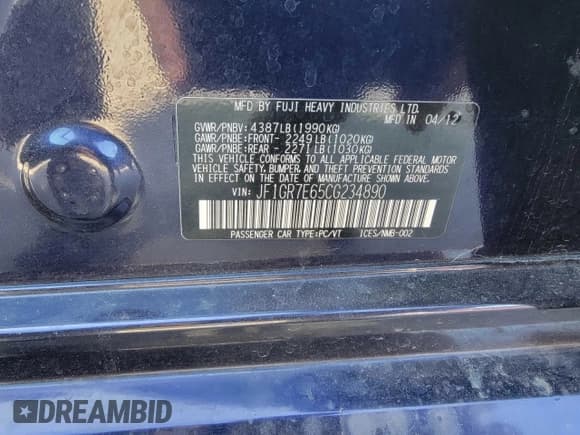 MFD BY FUJI HEAVY INDUSTRIES LTD.
MFD IN 04/12
GVWR/PNBV: 4387LB(1990KG)
GAWR/PNBE:FRONT- 2249LB(1020KG)
GAWR/PNBE:REAR - 2271LB(1030KG)
THIS VEHICLE CONFORMS TO ALL APPLICABLE
FEDERAL MOTOR VEHICLE SAFETY, BUMPER,
AND THEFT PREVENTION STANDARDS IN
EFFECT ON THE DATE OF MANUFACTURE
SHOWN ABOVE.
VIN: JF1GR7E65CG234890
PASSENGER CAR TYPE:PC/VT ICES/NMB-002
DREAMBID